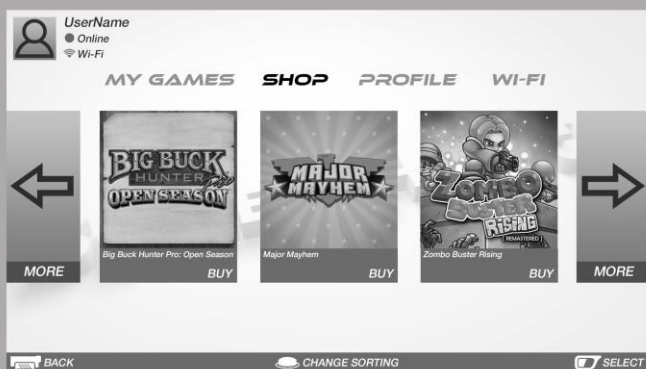 UserName
Online
Wi-Fi
MY GAMES SHOP PROFILE WI-FI
BIG BUCK
HUNTER Pro
OPEN SEASON
MAJOR
MAYHEM
ZOMBO
BUSTER
RISING
REMASTERED
Big Buck Hunter Pro: Open Season
Major Mayhem
Zombo Buster Rising
MORE
BUY
BUY
BUY
MORE
BACK
CHANGE SORTING
SELECT